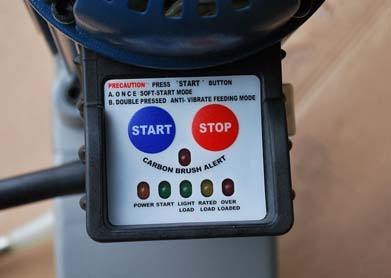 PRECAUTION: PRESS "START" BUTTON
A. ONCE SOFT-START MODE
B. DOUBLE PRESSED ANTI-VIBRATE FEEDING MODE
START STOP
CARBON BRUSH ALERT
POWER START LIGHT LOAD RATED LOAD OVER LOADED